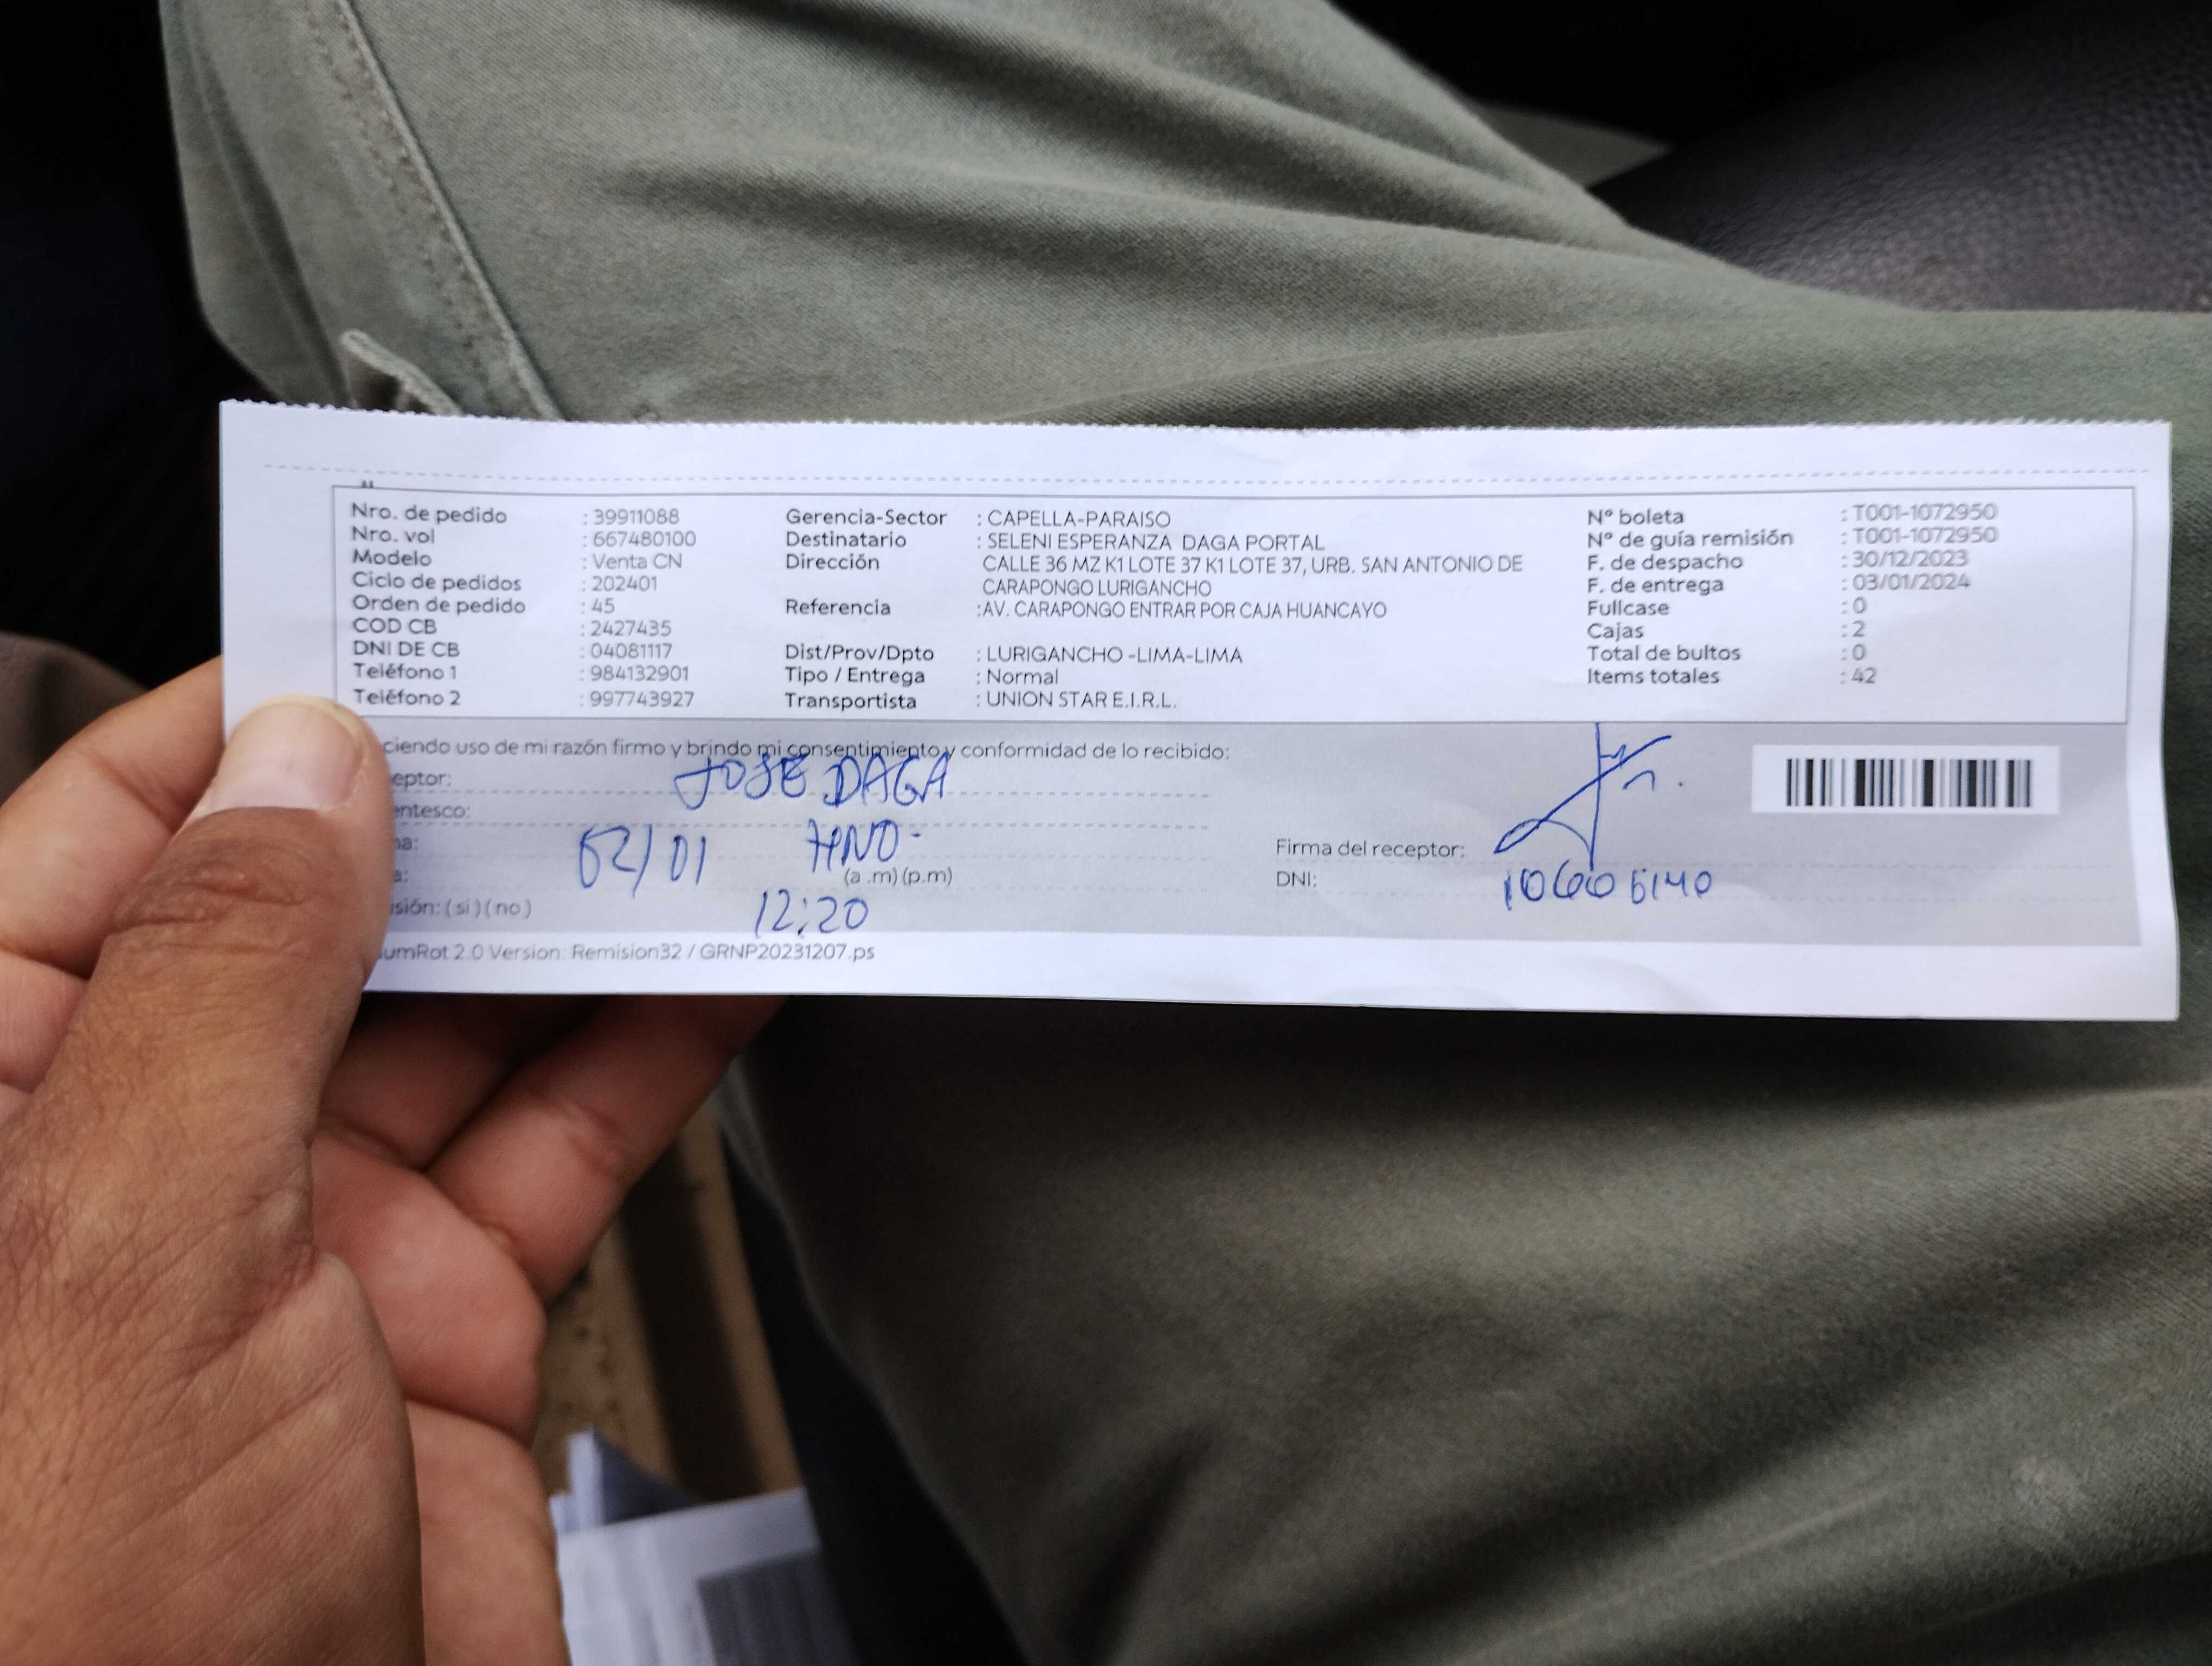 Nro. de pedido : 39911088 Gerencia-Sector : CAPELLA-PARAISO Nº boleta : T001-1072950
Nro. vol : 667480100 Destinatario : SELENI ESPERANZA DAGA PORTAL Nº de guía remisión : T001-1072950
Modelo : Venta CN Dirección CALLE 36 MZ K1 LOTE 37 K1 LOTE 37, URB. SAN ANTONIO DE F. de despacho : 30/12/2023
Ciclo de pedidos : 202401 CARAPONGO LURIGANCHO F. de entrega : 03/01/2024
Orden de pedido : 45 Referencia : AV. CARAPONGO ENTRAR POR CAJA HUANCAYO Fullcase : 0
COD CB : 2427435 Cajas : 2
DNI DE CB : 04081117 Dist/Prov/Dpto : LURIGANCHO -LIMA-LIMA Total de bultos : 0
Teléfono 1 : 984132901 Tipo / Entrega : Normal Items totales : 42
Teléfono 2 : 997743927 Transportista : UNION STAR E.I.R.L.
ciendo uso de mi razón firmo y brindo mi consentimiento y conformidad de lo recibido:
eptor: JOSE DAGA
entesco:
HNO.
02/01
Firma del receptor:
(a .m) (p.m)
DNI:
sión: ( si ) ( no )
12:20
umRot 2.0 Version: Remision32 / GRNP20231207.ps